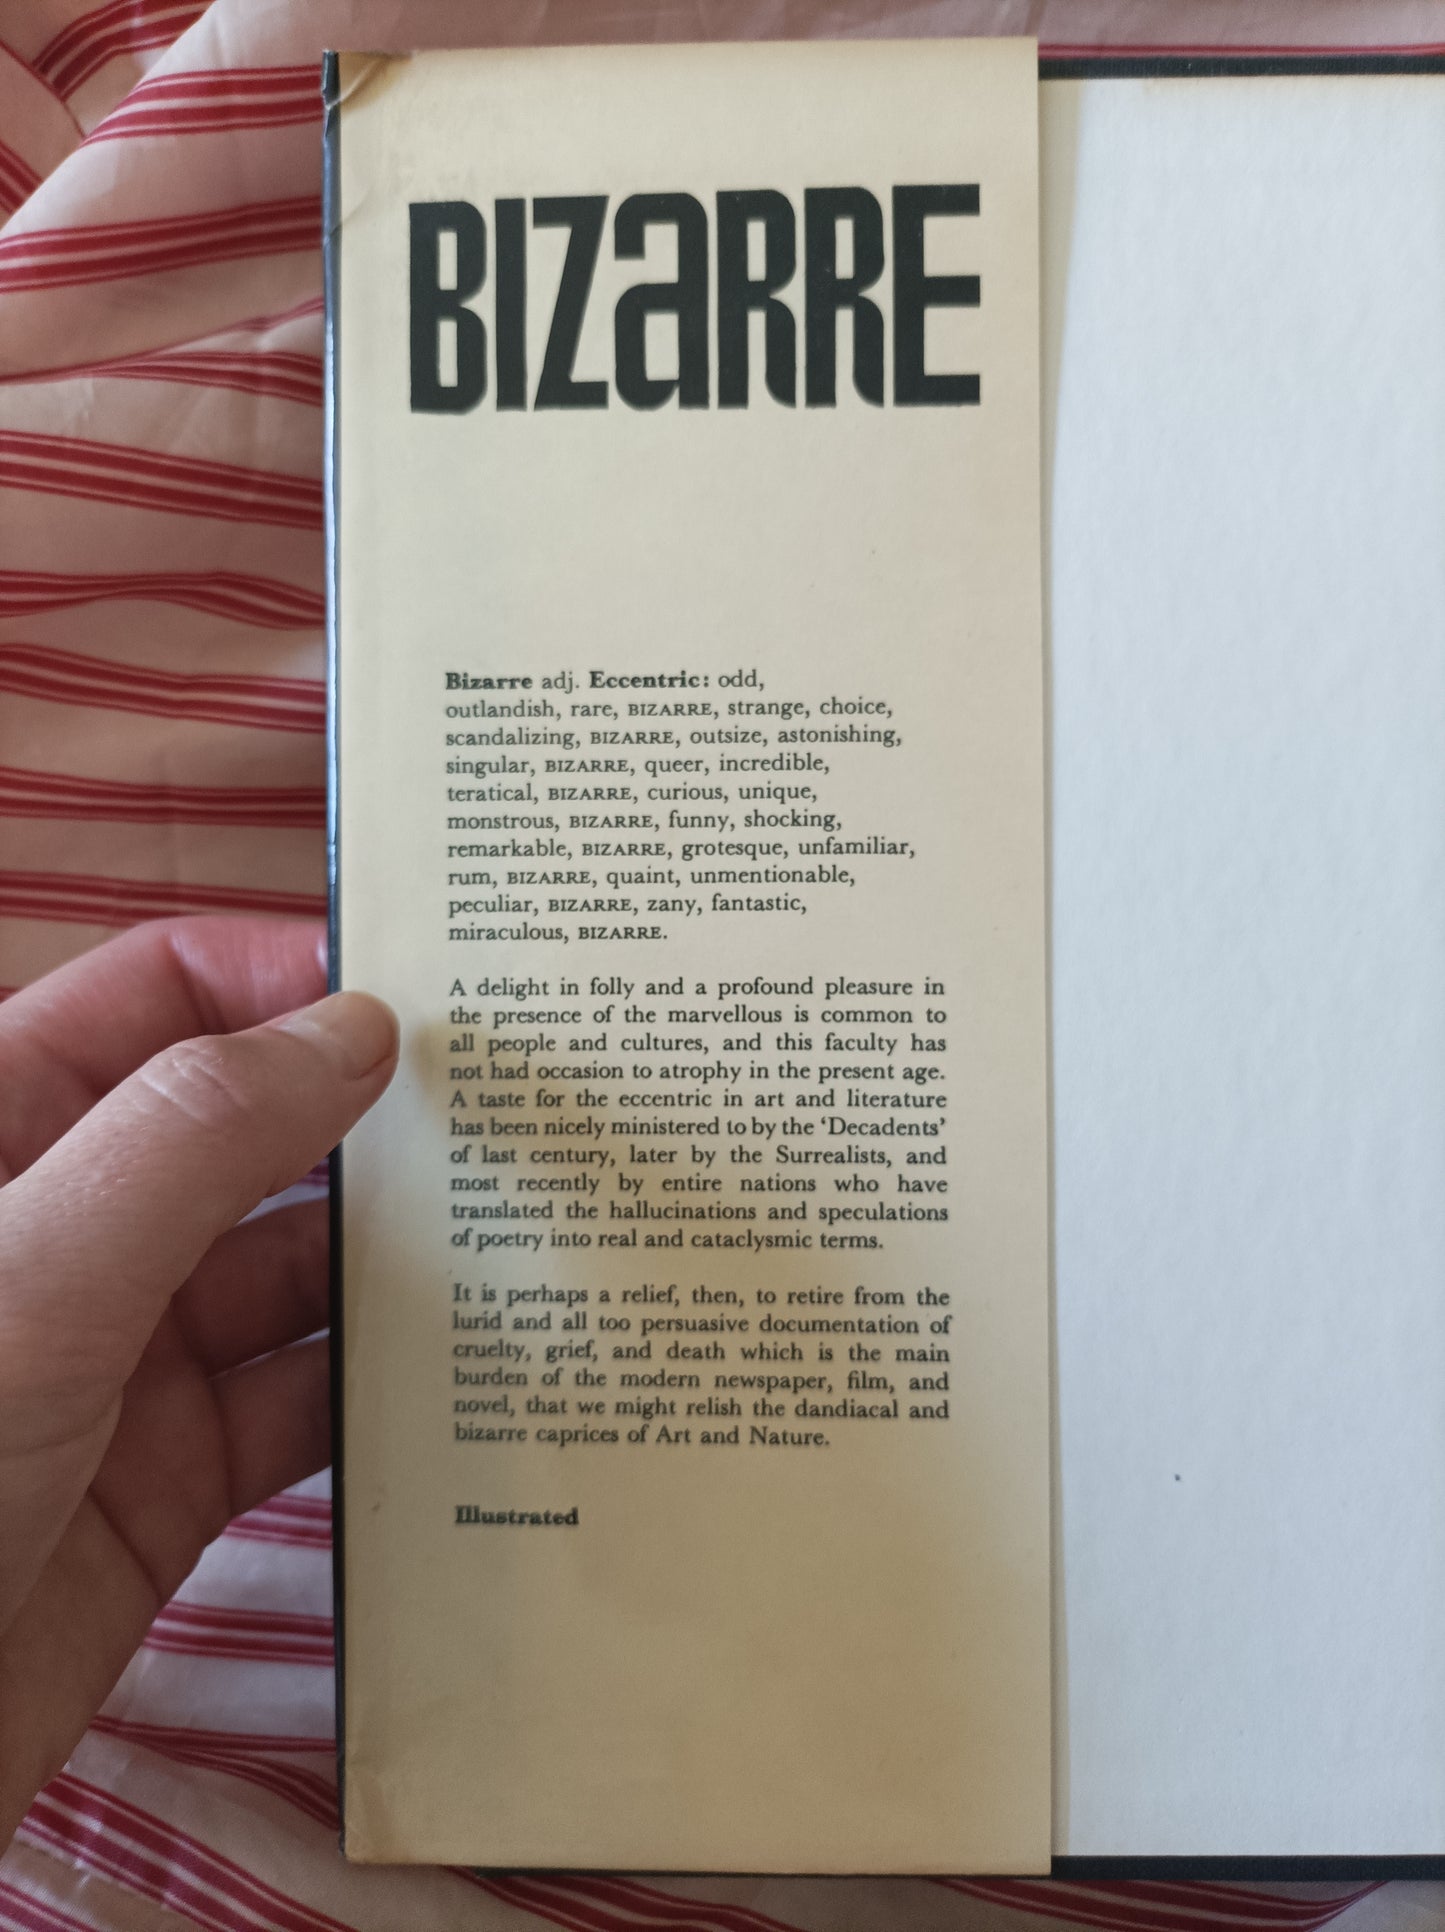 BIZaRRE
Bizarre adj. Eccentric: odd,
outlandish, rare, BIZARRE, strange, choice,
scandalizing, BIZARRE, outsize, astonishing,
singular, BIZARRE, queer, incredible,
teratical, BIZARRE, curious, unique,
monstrous, BIZARRE, funny, shocking,
remarkable, BIZARRE, grotesque, unfamiliar,
rum, BIZARRE, quaint, unmentionable,
peculiar, BIZARRE, zany, fantastic,
miraculous, BIZARRE.
A delight in folly and a profound pleasure in
the presence of the marvellous is common to
all people and cultures, and this faculty has
not had occasion to atrophy in the present age.
A taste for the eccentric in art and literature
has been nicely ministered to by the ‘Decadents’
of last century, later by the Surrealists, and
most recently by entire nations who have
translated the hallucinations and speculations
of poetry into real and cataclysmic terms.
It is perhaps a relief, then, to retire from the
lurid and all too persuasive documentation of
cruelty, grief, and death which is the main
burden of the modern newspaper, film, and
novel, that we might relish the dandiacal and
bizarre caprices of Art and Nature.
Illustrated